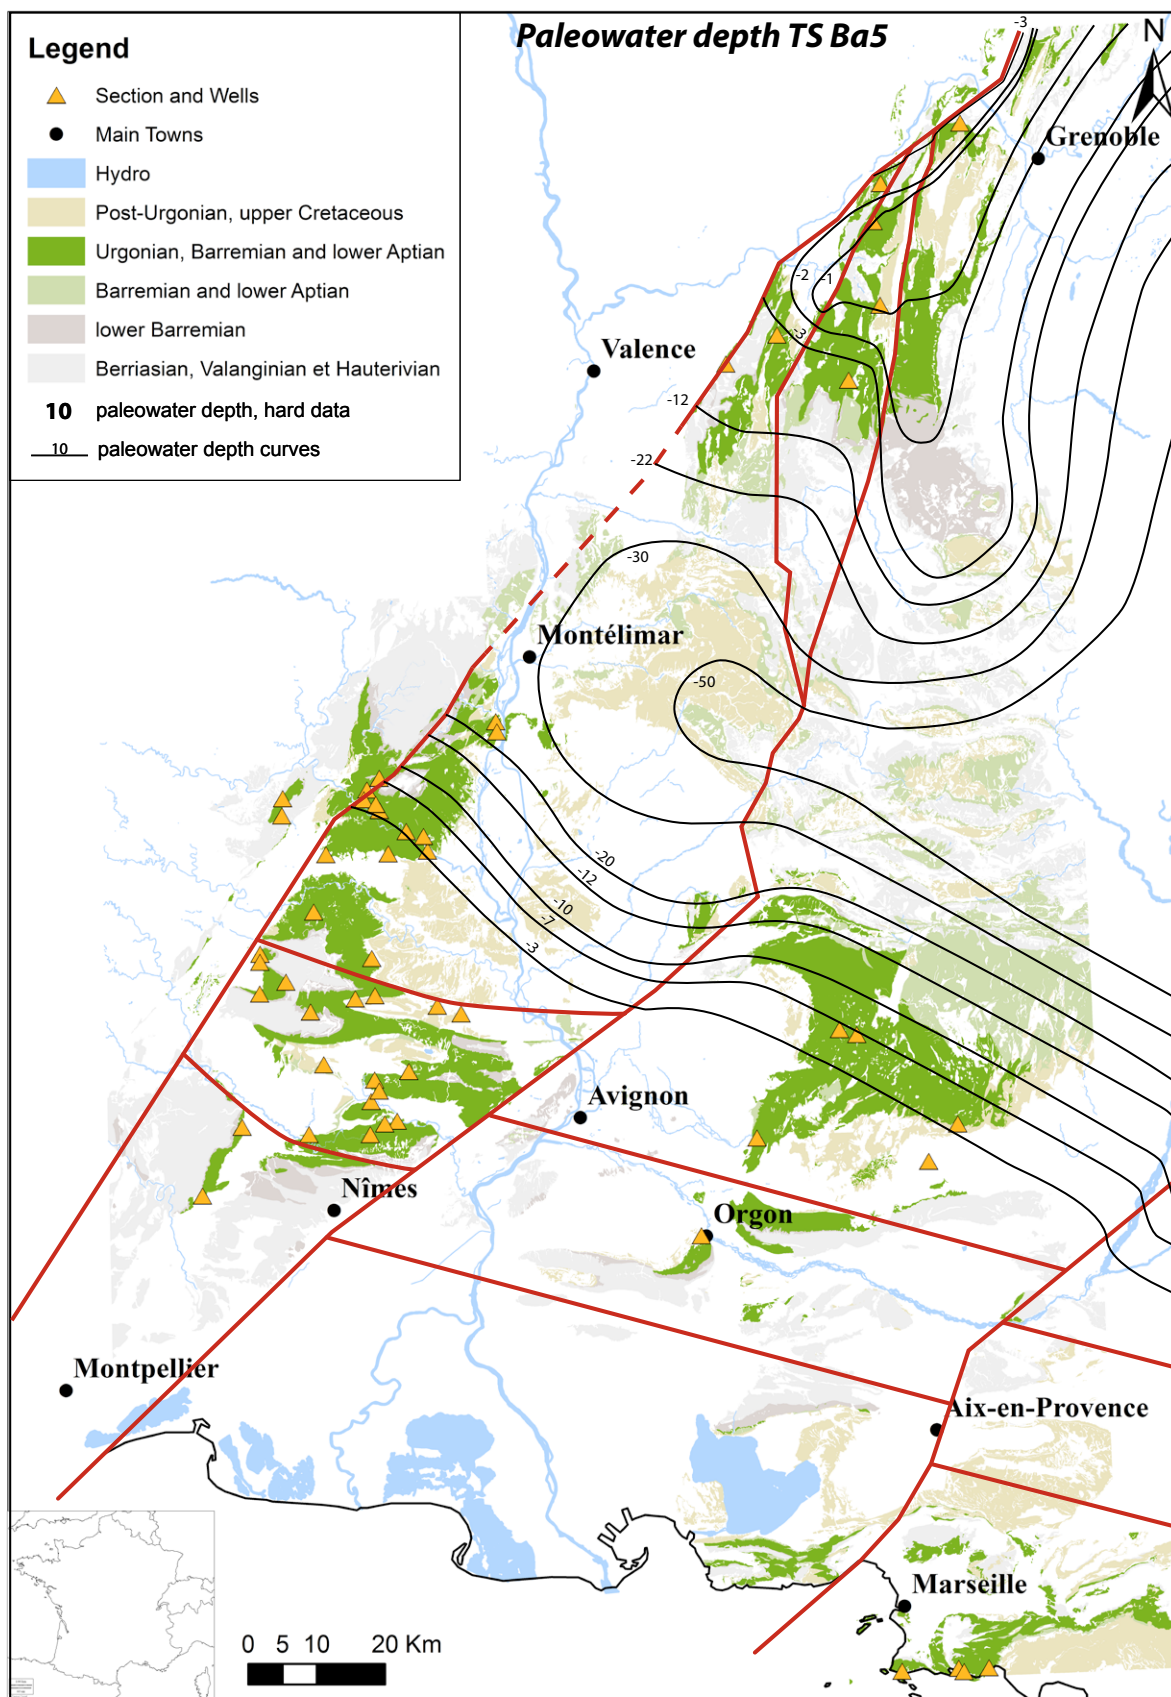 Paleowater depth TS Ba5
N
Legend
Section and Wells
Main Towns
Hydro
Post-Urgonian, upper Cretaceous
Urgonian, Barremian and lower Aptian
Barremian and lower Aptian
lower Barremian
Berriasian, Valanginian et Hauterivian
10 paleowater depth, hard data
10 paleowater depth curves
-3
Grenoble
-2
-1
-3
Valence
-12
-22
-30
Montélimar
-50
-20
-12
-10
-7
-3
Avignon
Nîmes
Orgon
Montpellier
Aix-en-Provence
Marseille
0 5 10 20 Km